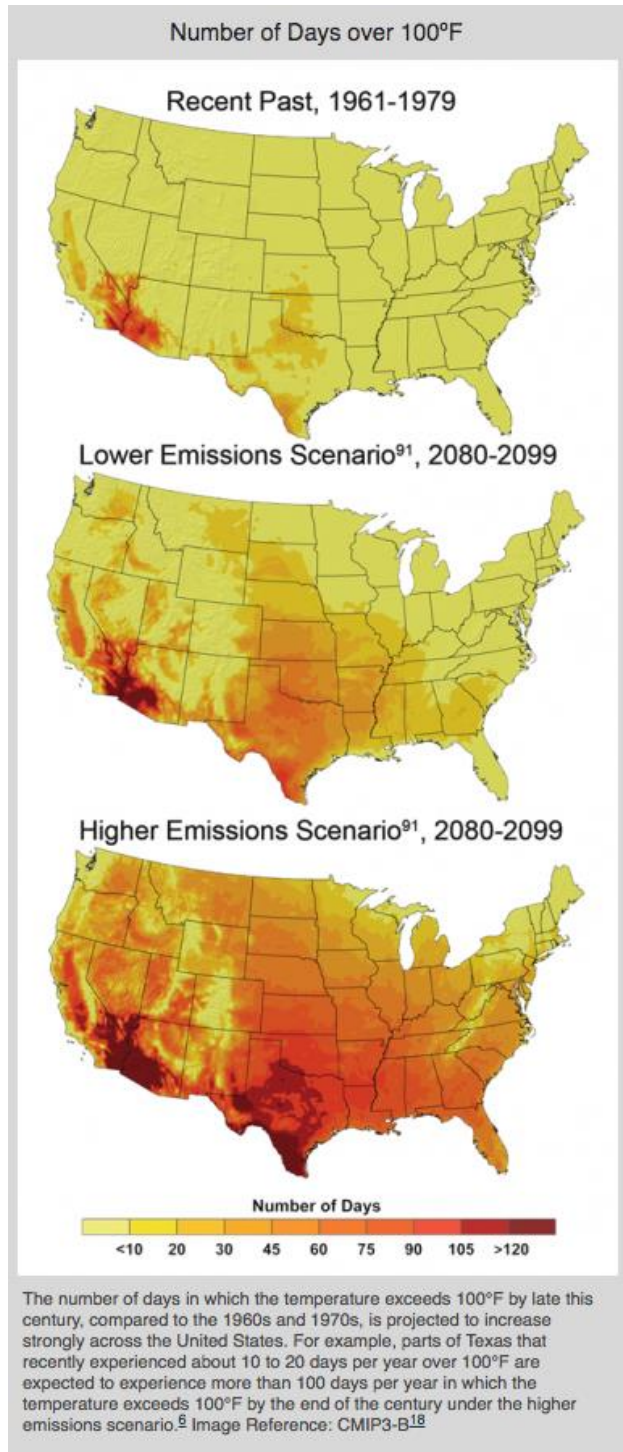 Number of Days over 100ºF
Recent Past, 1961-1979
Lower Emissions Scenario⁹¹, 2080-2099
Higher Emissions Scenario⁹¹, 2080-2099
Number of Days
<10 20 30 45 60 75 90 105 >120
The number of days in which the temperature exceeds 100°F by late this
century, compared to the 1960s and 1970s, is projected to increase
strongly across the United States. For example, parts of Texas that
recently experienced about 10 to 20 days per year over 100°F are
expected to experience more than 100 days per year in which the
temperature exceeds 100°F by the end of the century under the higher
emissions scenario.⁶ Image Reference: CMIP3-B¹⁸